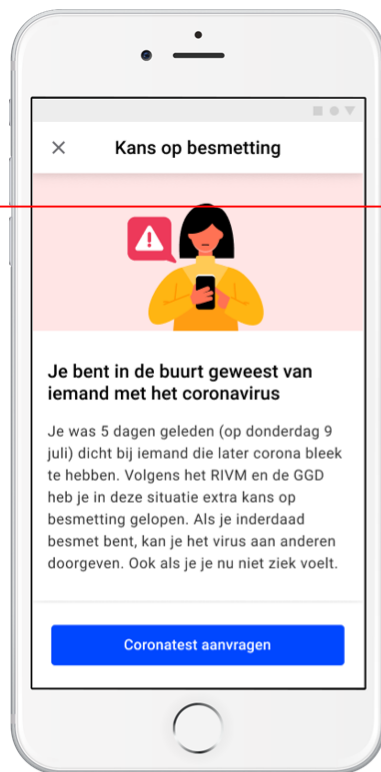 Kans op besmetting
Je bent in de buurt geweest van
iemand met het coronavirus
Je was 5 dagen geleden (op donderdag 9
juli) dicht bij iemand die later corona bleek
te hebben. Volgens het RIVM en de GGD
heb je in deze situatie extra kans op
besmetting gelopen. Als je inderdaad
besmet bent, kan je het virus aan anderen
doorgeven. Ook als je je nu niet ziek voelt.
Coronatest aanvragen